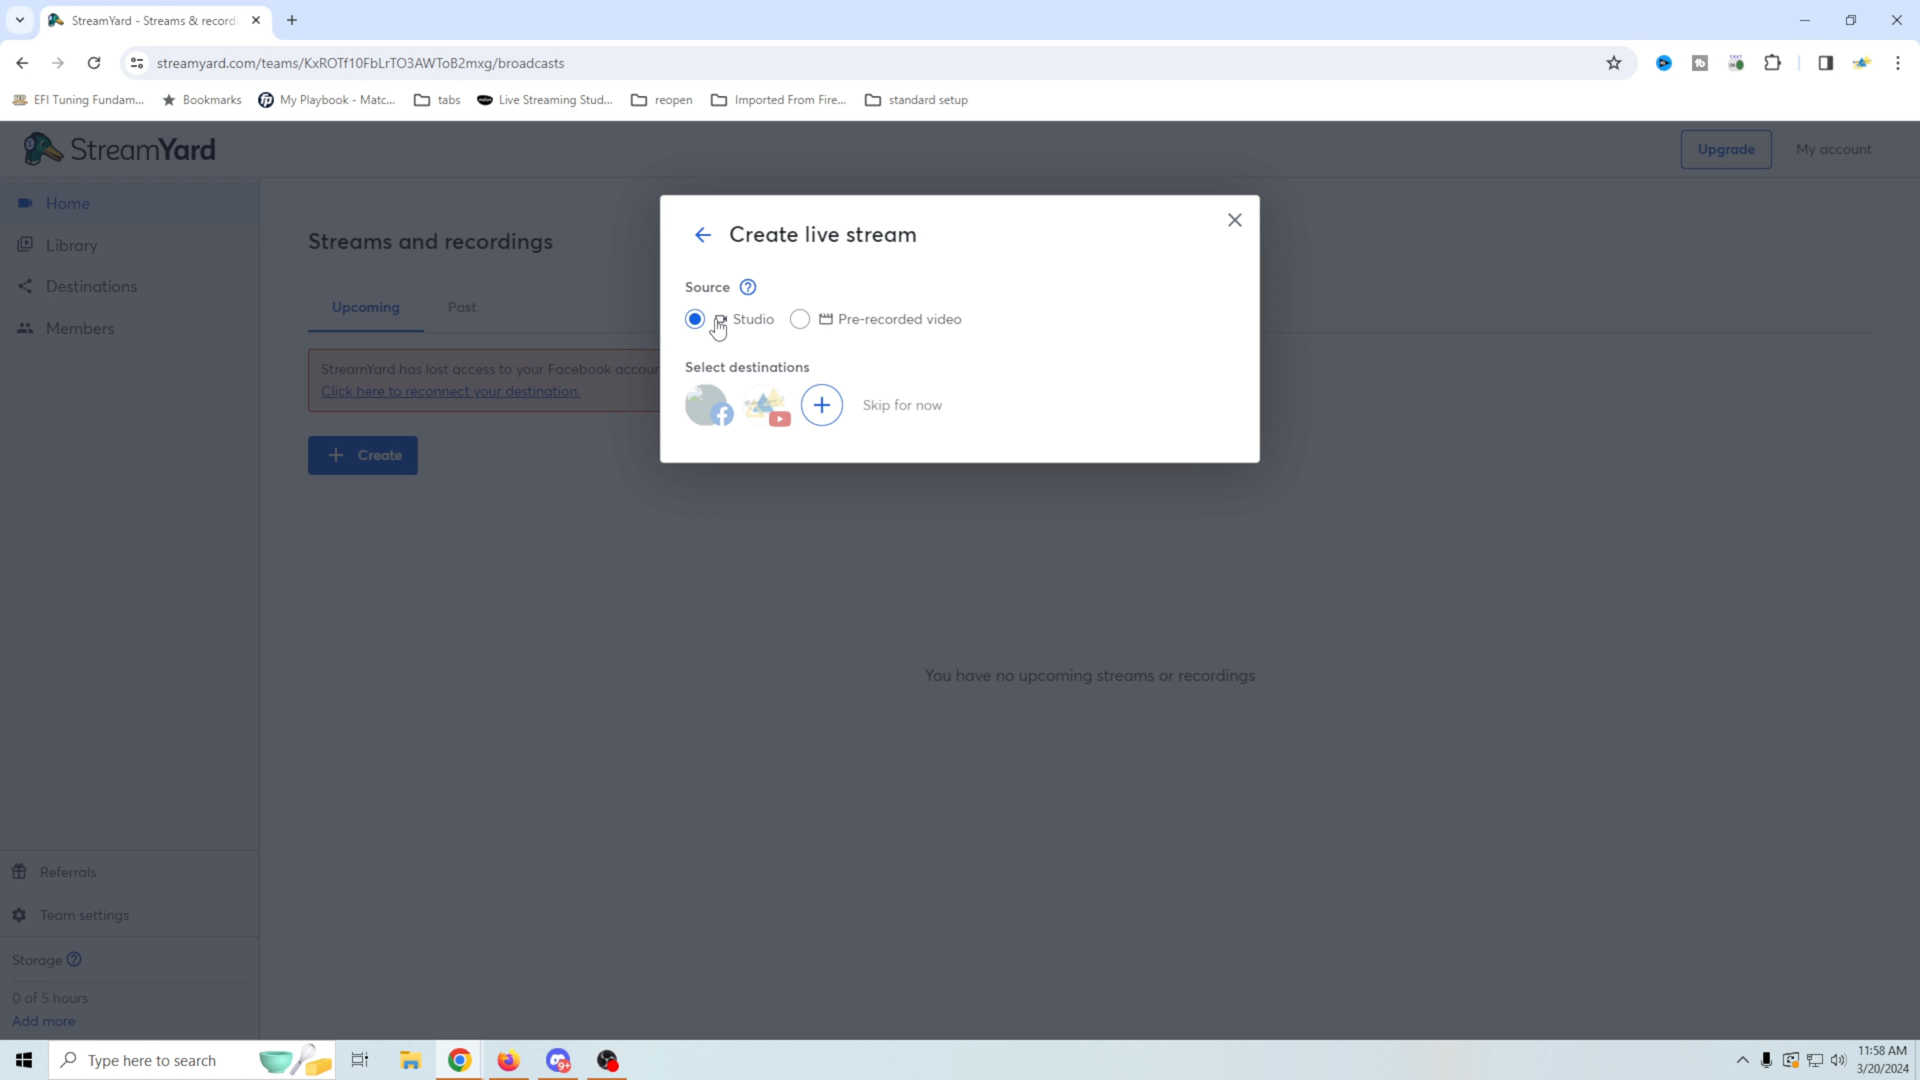 StreamYard - Streams & record
streamyard.com/teams/KxROTf10FbLrTO3AWToB2mxg/broadcasts
EFI Tuning Fundam...
Bookmarks
My Playbook - Matc...
tabs
Live Streaming Stud...
reopen
Imported From Fire...
standard setup
StreamYard
Upgrade
My account
Home
Library
Destinations
Members
Streams and recordings
Upcoming
Past
StreamYard has lost access to your Facebook accoun
Click here to reconnect your destination.
+ Create
Create live stream
Source ?
Studio
Pre-recorded video
Select destinations
Skip for now
You have no upcoming streams or recordings
Referrals
Team settings
Storage ?
0 of 5 hours
Add more
Type here to search
9+
11:58 AM
3/20/2024